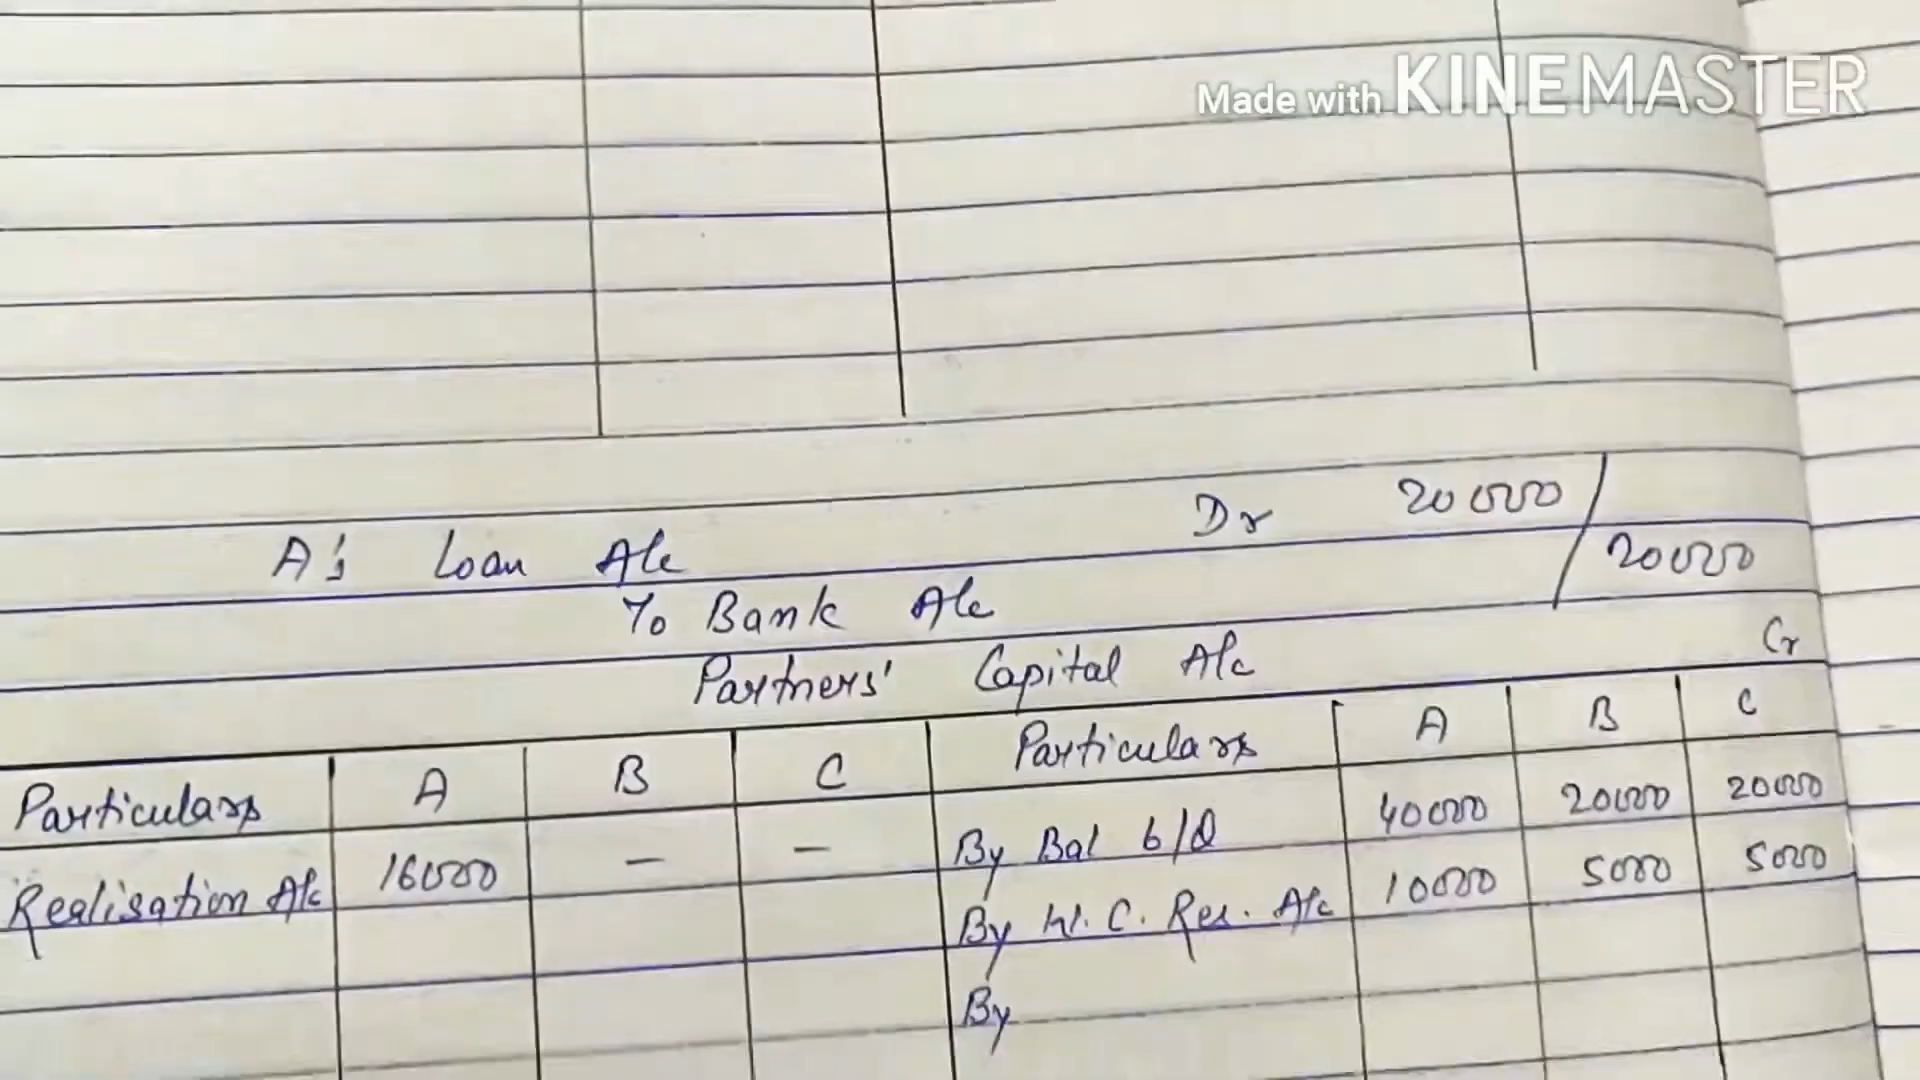 Made with KINEMASTER
A's Loan A/c Dr 20000
To Bank A/c 20000
Partners' Capital A/c
Cr
Particulars A B C Particulars A B C
Realisation A/c 16000 — — By Bal b/d 40000 20000 20000
By W. C. Res. A/c 10000 5000 5000
By